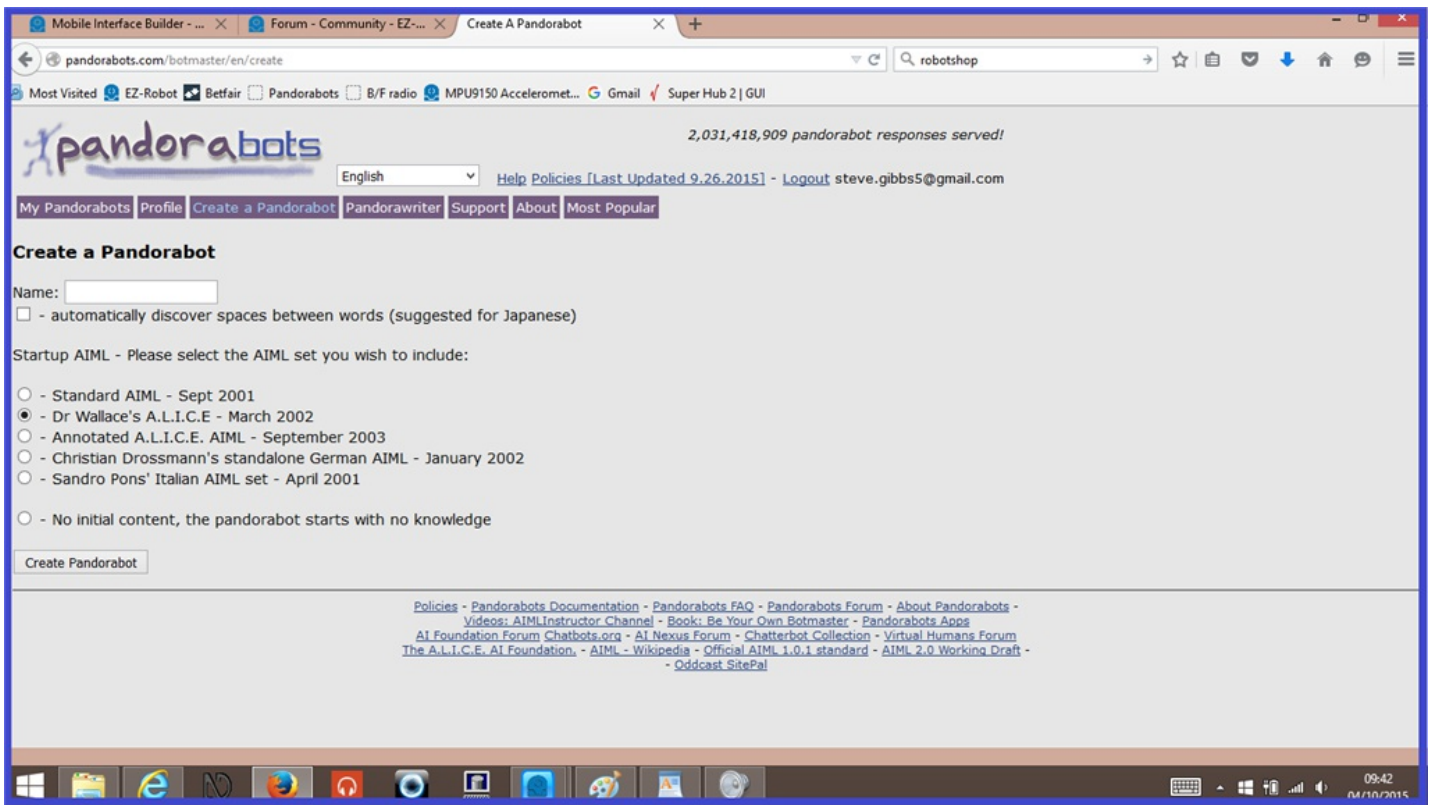 Mobile Interface Builder - ... Forum - Community - EZ-... Create A Pandorabot
pandorabots.com/botmaster/en/create robotshop
Most Visited EZ-Robot Betfair Pandorabots B/F radio MPU9150 Acceleromet... Gmail Super Hub 2 | GUI
pandorabots
2,031,418,909 pandorabot responses served!
English Help Policies [Last Updated 9.26.2015] - Logout steve.gibbs5@gmail.com
My Pandorabots Profile Create a Pandorabot Pandorawriter Support About Most Popular
Create a Pandorabot
Name:
- automatically discover spaces between words (suggested for Japanese)
Startup AIML - Please select the AIML set you wish to include:
- Standard AIML - Sept 2001
- Dr Wallace's A.L.I.C.E - March 2002
- Annotated A.L.I.C.E. AIML - September 2003
- Christian Drossmann's standalone German AIML - January 2002
- Sandro Pons' Italian AIML set - April 2001
- No initial content, the pandorabot starts with no knowledge
Create Pandorabot
Policies - Pandorabots Documentation - Pandorabots FAQ - Pandorabots Forum - About Pandorabots -
Videos: AIMLInstructor Channel - Book: Be Your Own Botmaster - Pandorabots Apps
AI Foundation Forum Chatbots.org - AI Nexus Forum - Chatterbot Collection - Virtual Humans Forum
The A.L.I.C.E. AI Foundation. - AIML - Wikipedia - Official AIML 1.0.1 standard - AIML 2.0 Working Draft -
- Oddcast SitePal
09:42
04/10/2015